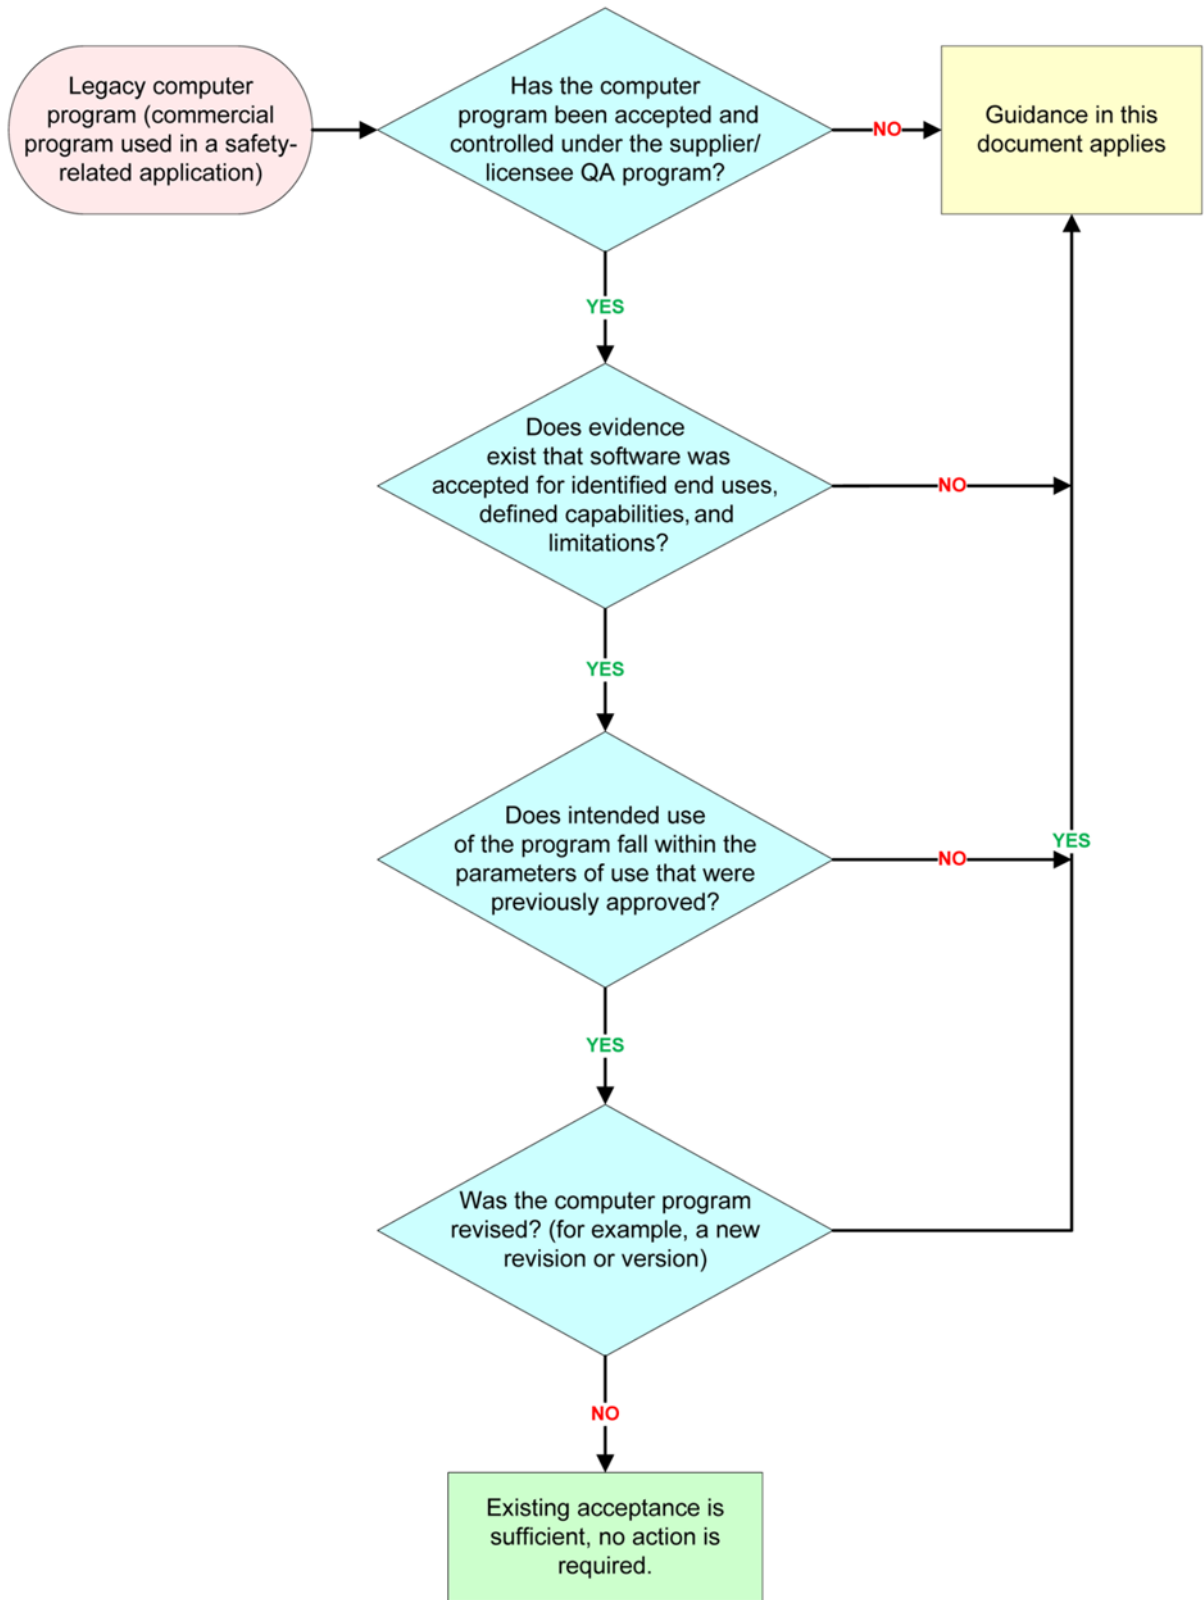 Legacy computer
program (commercial
program used in a safety-
related application)
Has the computer
program been accepted and
controlled under the supplier/
licensee QA program?
NO
Guidance in this
document applies
YES
Does evidence
exist that software was
accepted for identified end uses,
defined capabilities, and
limitations?
NO
YES
Does intended use
of the program fall within the
parameters of use that were
previously approved?
NO
YES
YES
Was the computer program
revised? (for example, a new
revision or version)
NO
Existing acceptance is
sufficient, no action is
required.